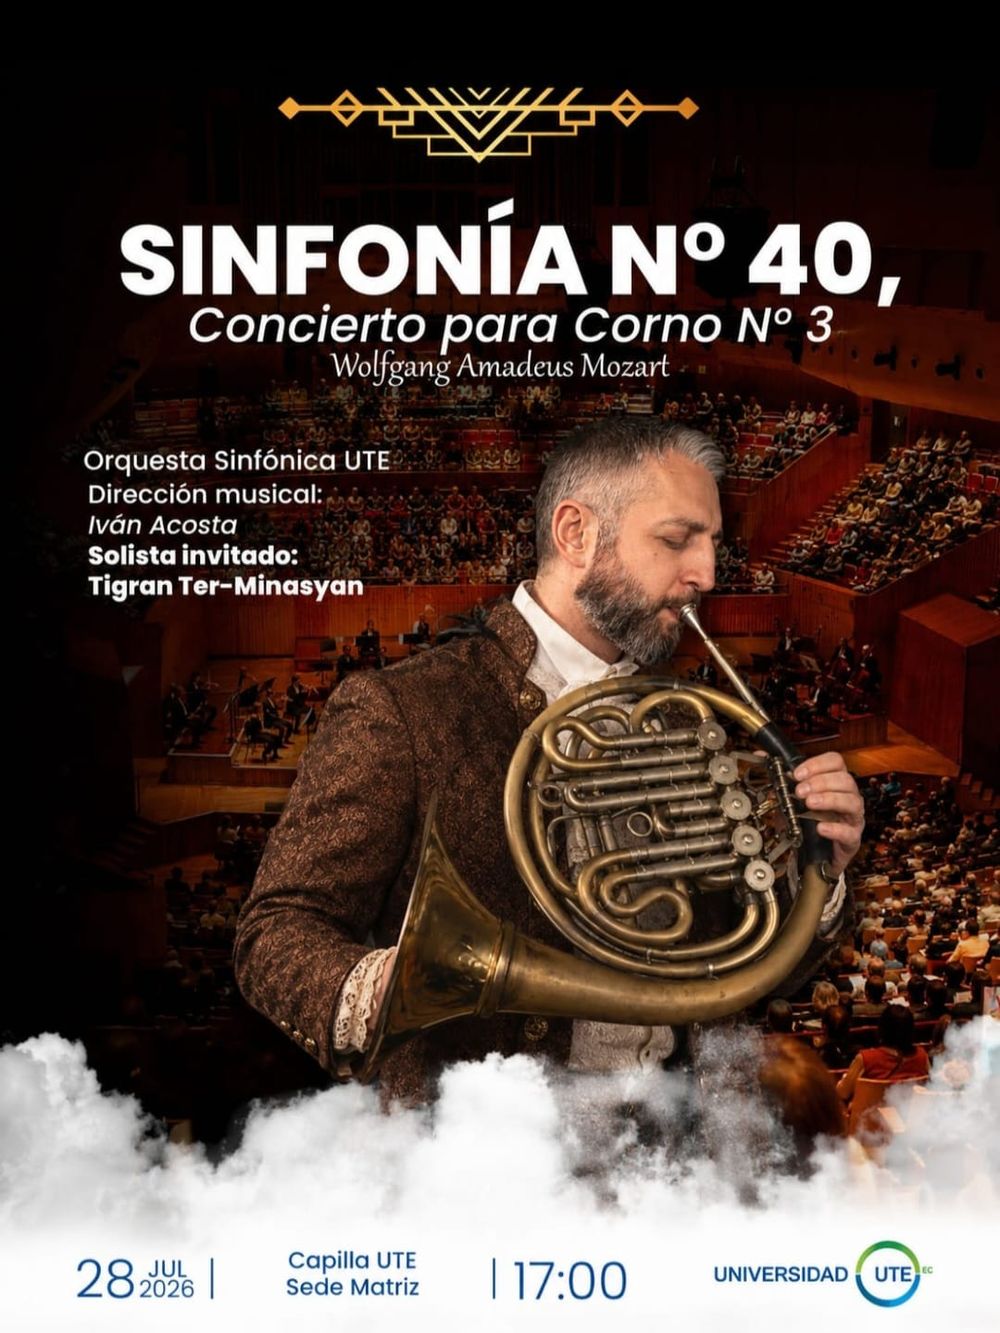 SINFONÍA Nº 40,
Concierto para Corno Nº 3
Wolfgang Amadeus Mozart
Orquesta Sinfónica UTE
Dirección musical:
Iván Acosta
Solista invitado:
Tigran Ter-Minasyan
28 JUL 2026
Capilla UTE
Sede Matriz
17:00
UNIVERSIDAD UTE EC